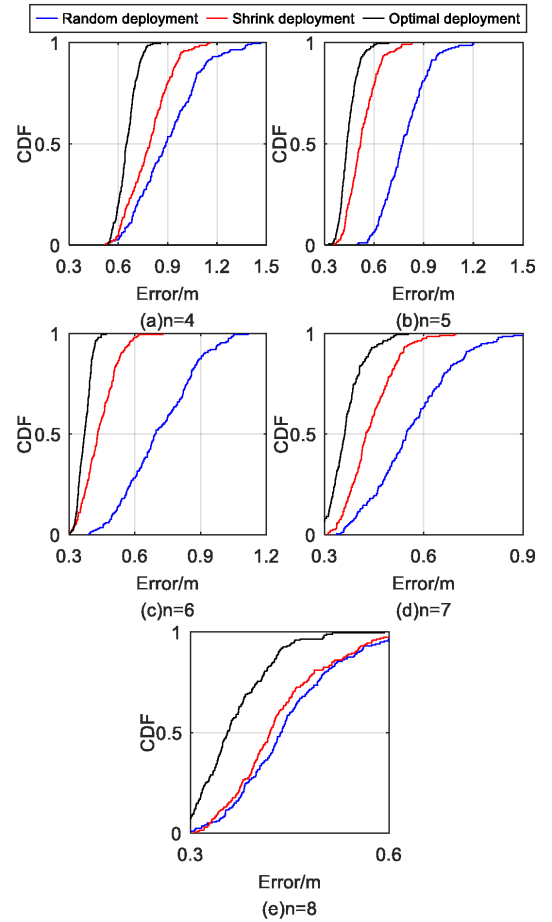 Random deployment Shrink deployment Optimal deployment
1
0.5
0
CDF
0.3 0.6 0.9 1.2 1.5
Error/m
(a)n=4
1
0.5
0
CDF
0.3 0.6 0.9 1.2 1.5
Error/m
(b)n=5
1
0.5
0
CDF
0.3 0.6 0.9 1.2
Error/m
(c)n=6
1
0.5
0
CDF
0.3 0.6 0.9
Error/m
(d)n=7
1
0.5
0
CDF
0.3 0.6
Error/m
(e)n=8